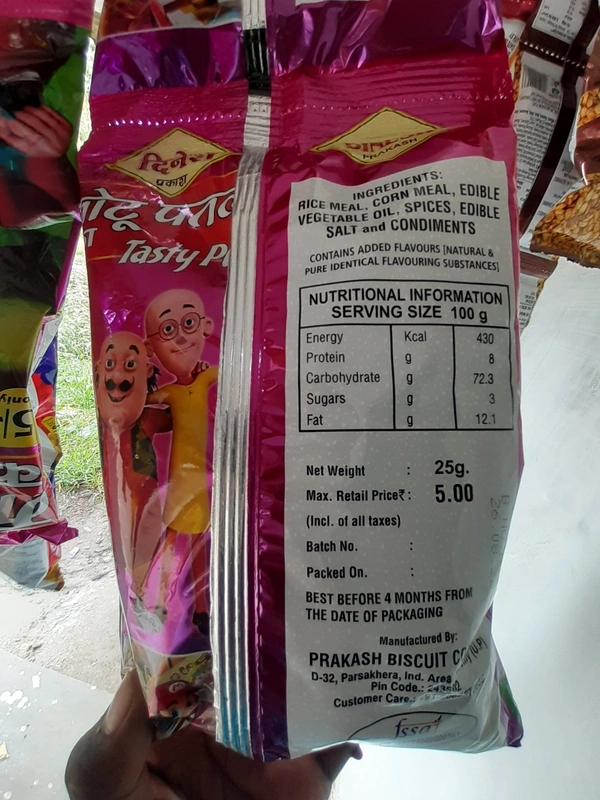 दिनेश
प्रकाश
DINESH
PRAKASH
Tasty
INGREDIENTS:
RICE MEAL, CORN MEAL, EDIBLE
VEGETABLE OIL, SPICES, EDIBLE
SALT and CONDIMENTS
CONTAINS ADDED FLAVOURS [NATURAL &
PURE IDENTICAL FLAVOURING SUBSTANCES]
NUTRITIONAL INFORMATION
SERVING SIZE 100 g
Energy Kcal 430
Protein g 8
Carbohydrate g 72.3
Sugars g 3
Fat g 12.1
Net Weight : 25g.
Max. Retail Price₹ : 5.00
(Incl. of all taxes)
Batch No. :
Packed On. :
BEST BEFORE 4 MONTHS FROM
THE DATE OF PACKAGING
Manufactured By:
PRAKASH BISCUIT
D-32, Parsakhera, Ind. Area
Pin Code.:
Customer Care.:
fssai
5/-
only